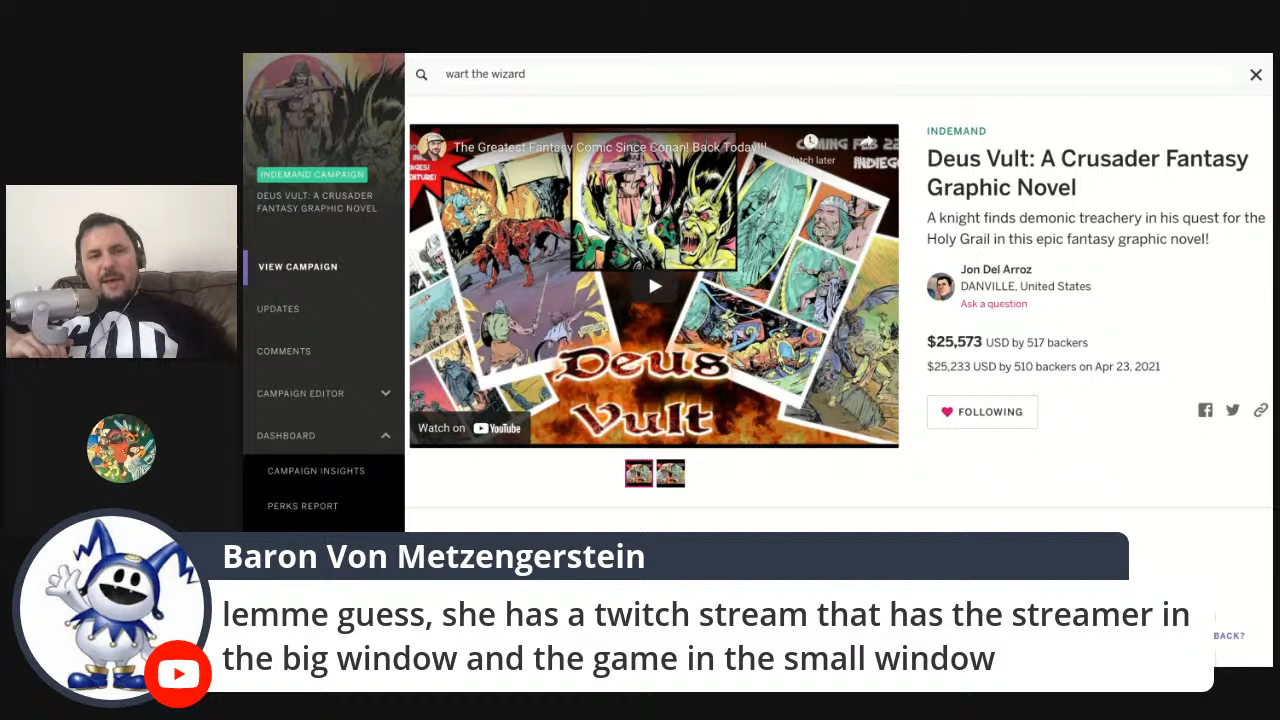 wart the wizard
INDEMAND CAMPAIGN
DEUS VULT: A CRUSADER
FANTASY GRAPHIC NOVEL
VIEW CAMPAIGN
UPDATES
COMMENTS
CAMPAIGN EDITOR
DASHBOARD
CAMPAIGN INSIGHTS
PERKS REPORT
The Greatest Fantasy Comic Since Conan! Back Today!!!
COMING FEB 22
Watch later
INDIEG
Deus
Vult
Watch on YouTube
INDEMAND
Deus Vult: A Crusader Fantasy
Graphic Novel
A knight finds demonic treachery in his quest for the
Holy Grail in this epic fantasy graphic novel!
Jon Del Arroz
DANVILLE, United States
Ask a question
$25,573 USD by 517 backers
$25,233 USD by 510 backers on Apr 23, 2021
FOLLOWING
BACK?
Baron Von Metzengerstein
lemme guess, she has a twitch stream that has the streamer in
the big window and the game in the small window